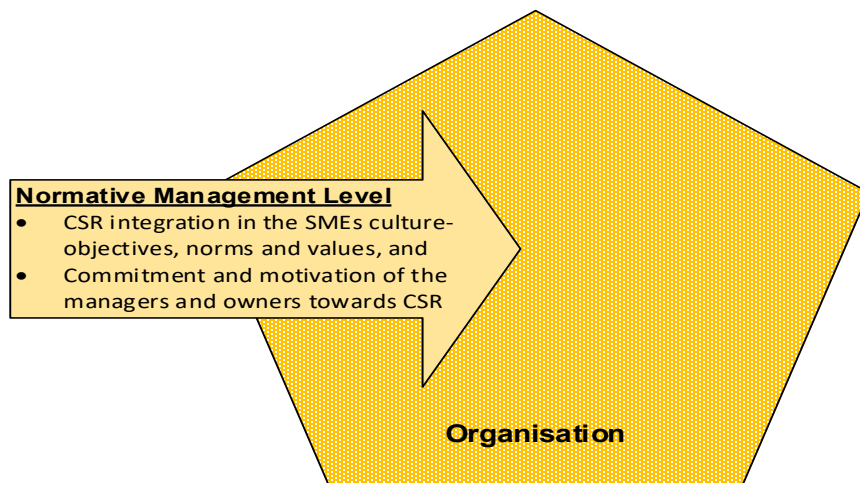 Normative Management Level
• CSR integration in the SMEs culture-
objectives, norms and values, and
• Commitment and motivation of the
managers and owners towards CSR
Organisation